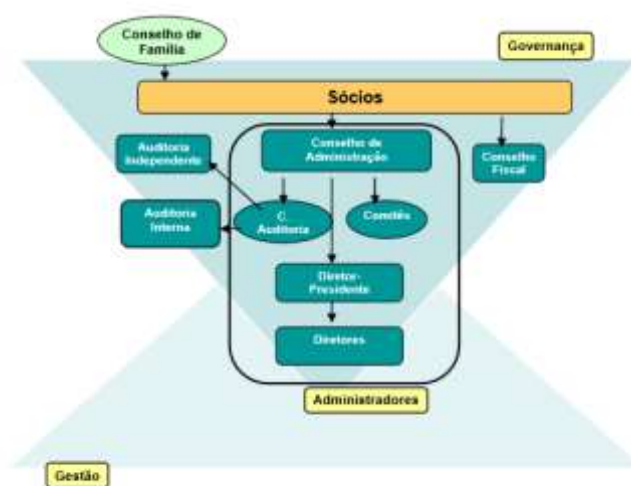 Conselho de
Família
Governança
Sócios
Auditoria
Independente
Conselho de
Administração
Conselho
Fiscal
Auditoria
Interna
C
Auditoria
Comitês
Diretor-
Presidente
Diretores
Administradores
Gestão